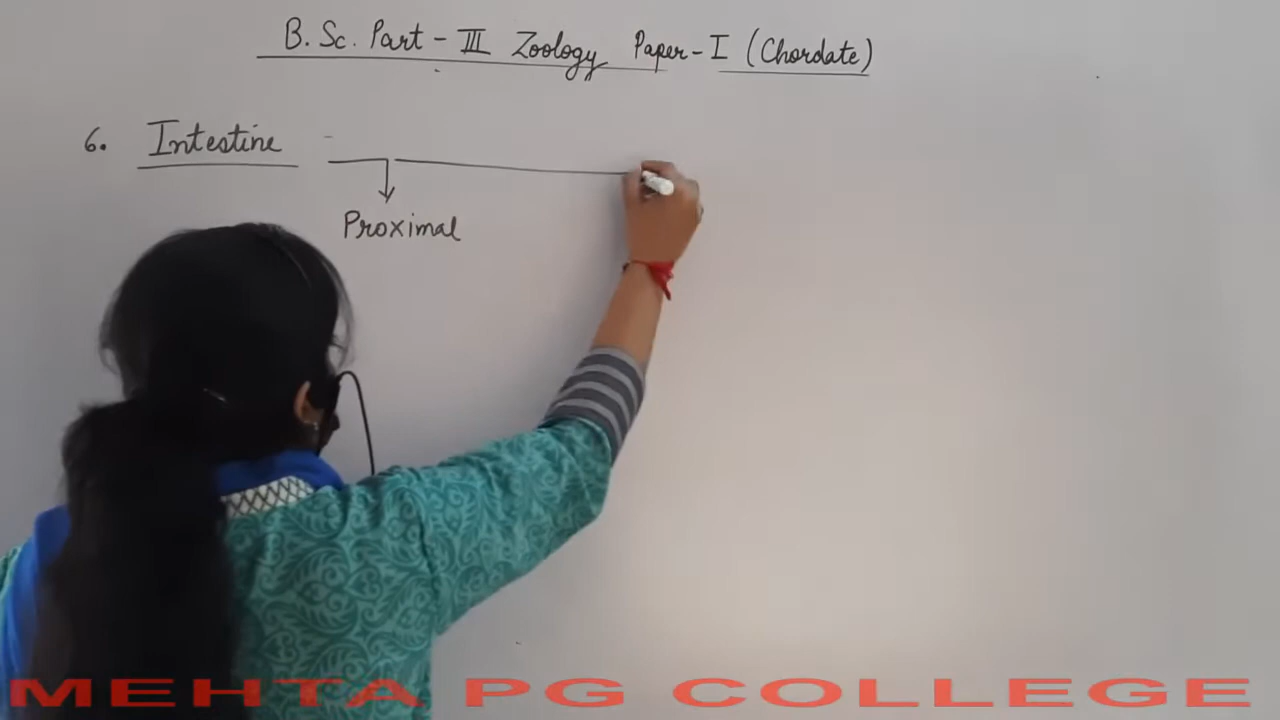 B. Sc. Part - III Zoology Paper - I (Chordate)
6. Intestine
Proximal
MEHTA PG COLLEGE